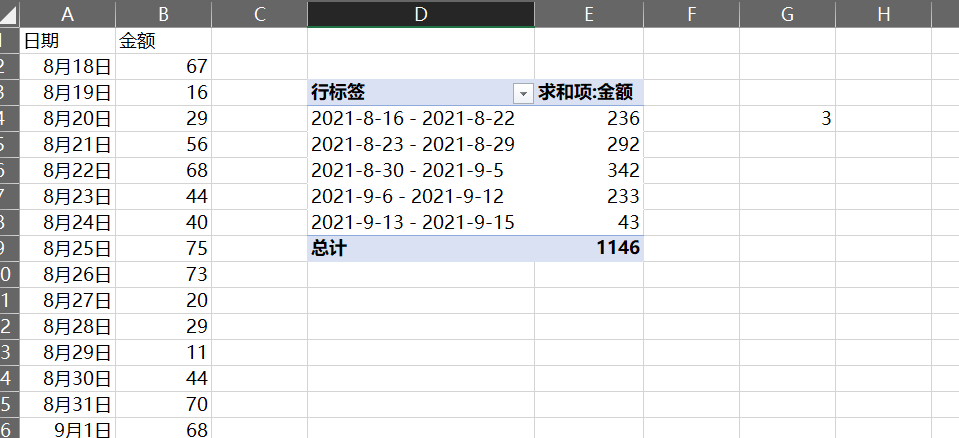 A B C D E F G H
1 日期 金额
2 8月18日 67
3 8月19日 16 行标签 求和项:金额
4 8月20日 29 2021-8-16 - 2021-8-22 236 3
5 8月21日 56 2021-8-23 - 2021-8-29 292
6 8月22日 68 2021-8-30 - 2021-9-5 342
7 8月23日 44 2021-9-6 - 2021-9-12 233
8 8月24日 40 2021-9-13 - 2021-9-15 43
9 8月25日 75 总计 1146
0 8月26日 73
1 8月27日 20
2 8月28日 29
3 8月29日 11
4 8月30日 44
5 8月31日 70
6 9月1日 68